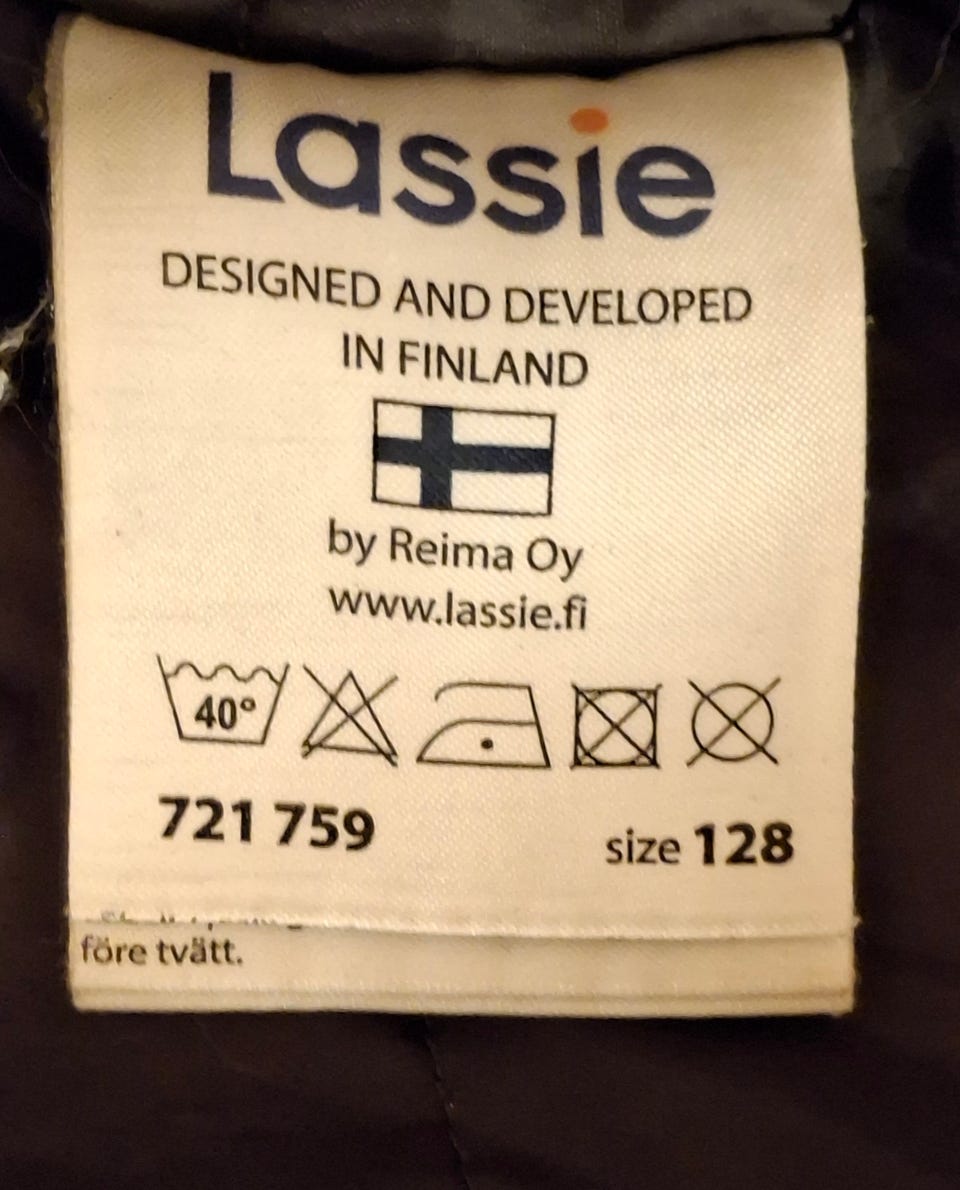 Lassie
DESIGNED AND DEVELOPED
IN FINLAND
by Reima Oy
www.lassie.fi
40°
721 759
size 128
före tvätt.